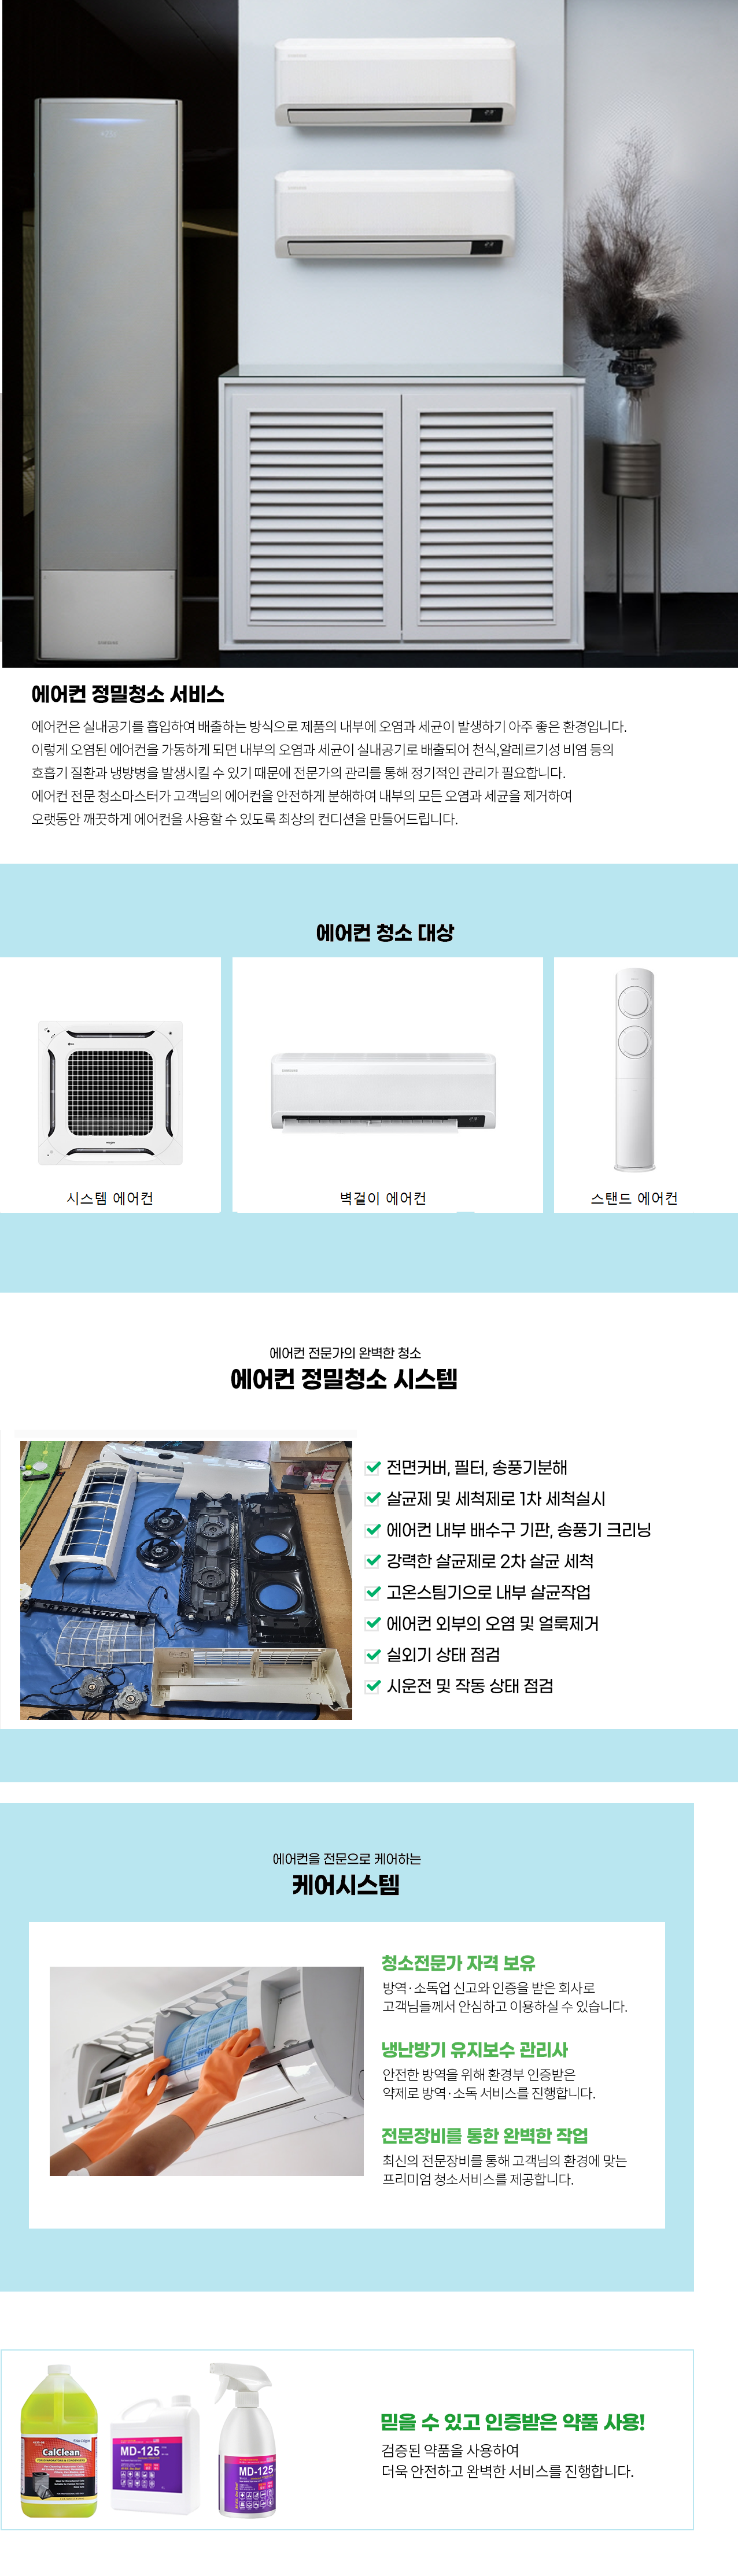 에어컨 정밀청소 서비스
에어컨은 실내공기를 흡입하여 배출하는 방식으로 제품의 내부에 오염과 세균이 발생하기 아주 좋은 환경입니다.
이렇게 오염된 에어컨을 가동하게 되면 내부의 오염과 세균이 실내공기로 배출되어 천식,알레르기성 비염 등의
호흡기 질환과 냉방병을 발생시킬 수 있기 때문에 전문가의 관리를 통해 정기적인 관리가 필요합니다.
에어컨 전문 청소마스터가 고객님의 에어컨을 안전하게 분해하여 내부의 모든 오염과 세균을 제거하여
오랫동안 깨끗하게 에어컨을 사용할 수 있도록 최상의 컨디션을 만들어드립니다.
에어컨 청소 대상
시스템 에어컨
벽걸이 에어컨
스탠드 에어컨
에어컨 전문가의 완벽한 청소
에어컨 정밀청소 시스템
전면커버, 필터, 송풍기분해
살균제 및 세척제로 1차 세척실시
에어컨 내부 배수구 기판, 송풍기 크리닝
강력한 살균제로 2차 살균 세척
고온스팀기으로 내부 살균작업
에어컨 외부의 오염 및 얼룩제거
실외기 상태 점검
시운전 및 작동 상태 점검
에어컨을 전문으로 케어하는
케어시스템
청소전문가 자격 보유
방역·소독업 신고와 인증을 받은 회사로
고객님들께서 안심하고 이용하실 수 있습니다.
냉난방기 유지보수 관리사
안전한 방역을 위해 환경부 인증받은
약제로 방역·소독 서비스를 진행합니다.
전문장비를 통한 완벽한 작업
최신의 전문장비를 통해 고객님의 환경에 맞는
프리미엄 청소서비스를 제공합니다.
CalClean
MD-125
MD-125
믿을 수 있고 인증받은 약품 사용!
검증된 약품을 사용하여
더욱 안전하고 완벽한 서비스를 진행합니다.